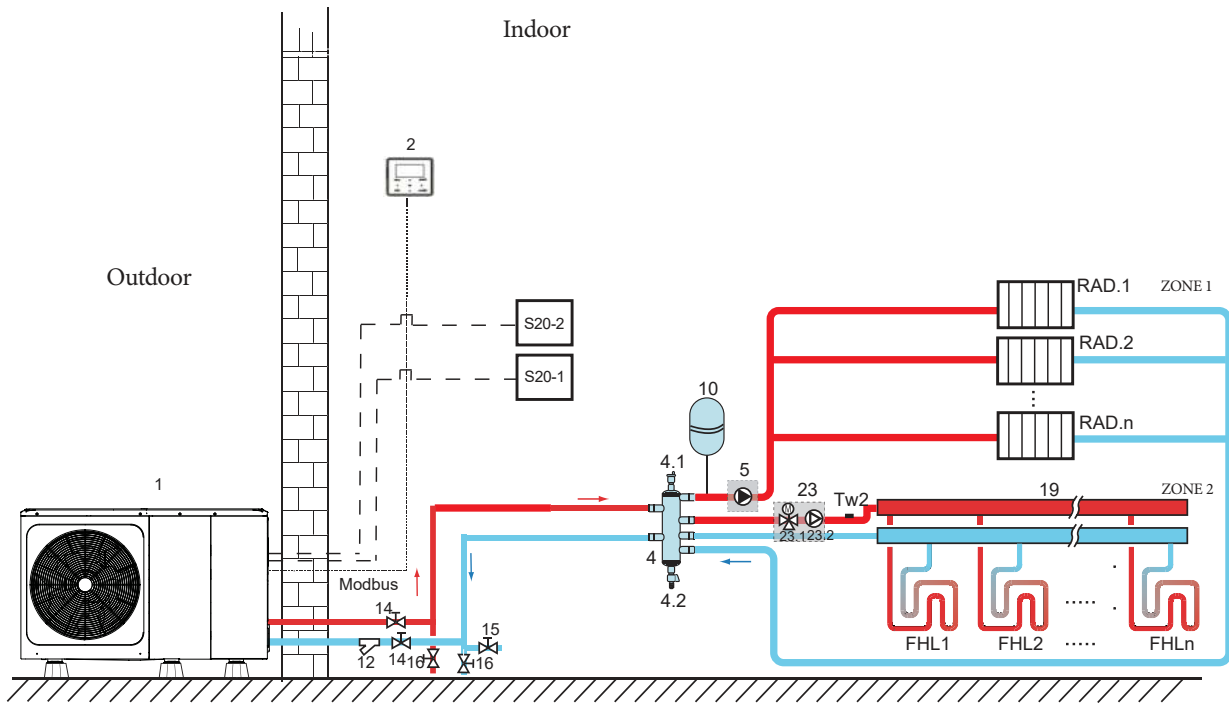 Indoor
2
Outdoor
S20-2
S20-1
RAD.1
ZONE 1
RAD.2
RAD.n
10
4.1
5
23
M
Tw2
19
ZONE 2
23.1
23.2
1
4
4.2
Modbus
14
15
12
14
16
16
FHL1
FHL2
FHLn